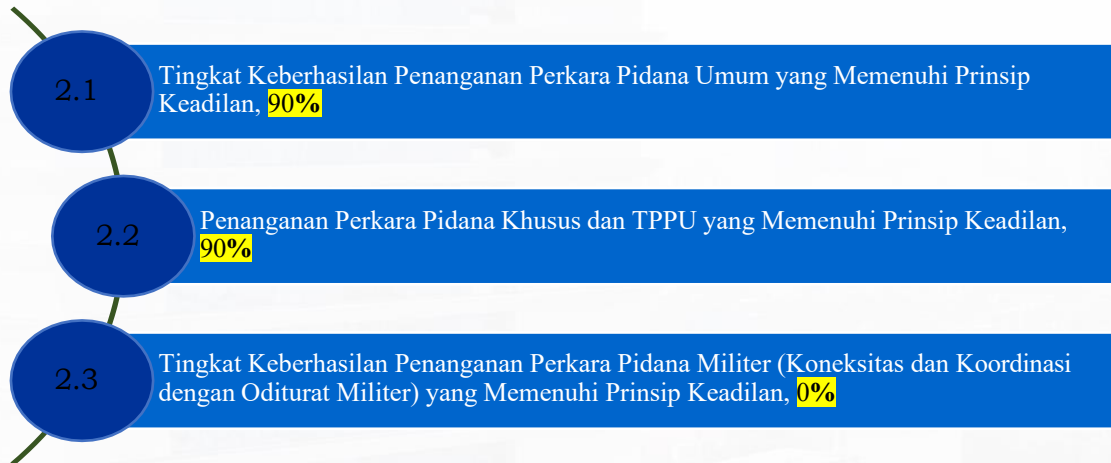 2.1
Tingkat Keberhasilan Penanganan Perkara Pidana Umum yang Memenuhi Prinsip
Keadilan, 90%
2.2
Penanganan Perkara Pidana Khusus dan TPPU yang Memenuhi Prinsip Keadilan,
90%
2.3
Tingkat Keberhasilan Penanganan Perkara Pidana Militer (Koneksitas dan Koordinasi
dengan Oditurat Militer) yang Memenuhi Prinsip Keadilan, 0%